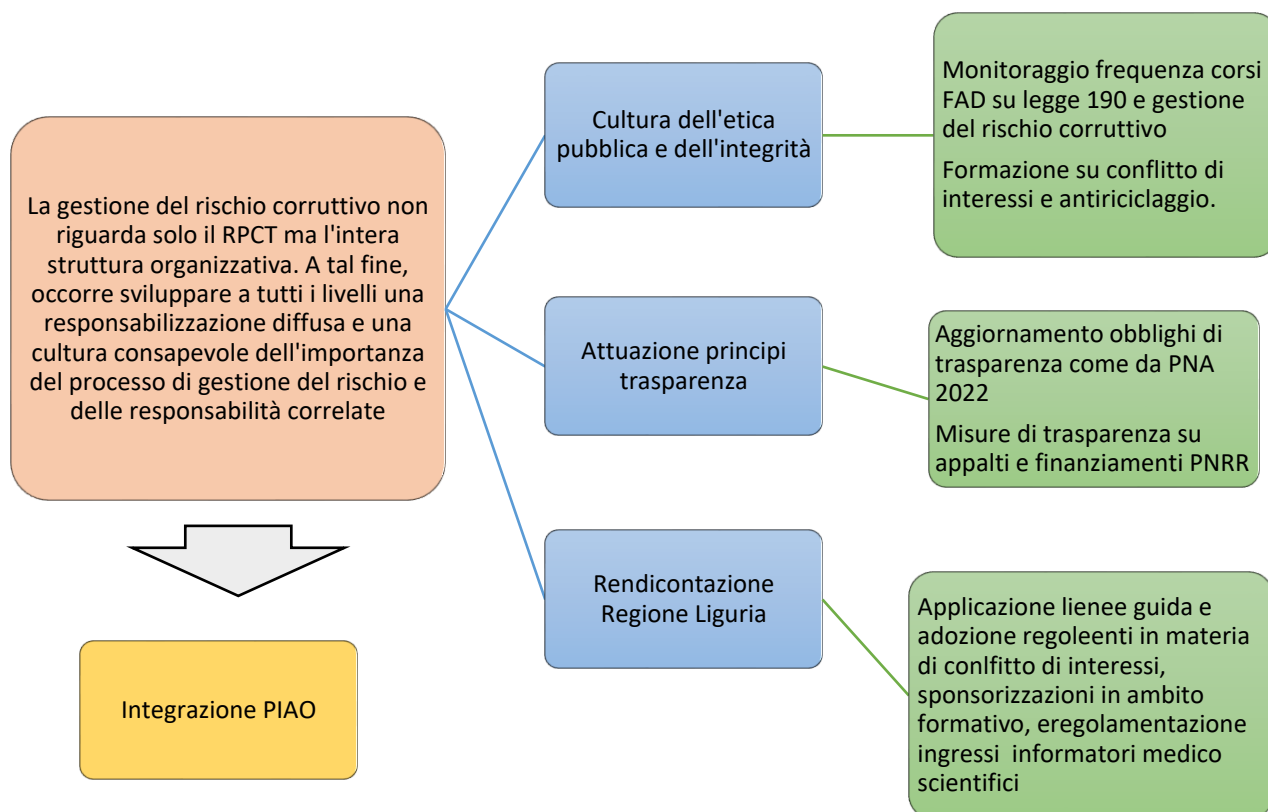 La gestione del rischio corruttivo non
riguarda solo il RPCT ma l'intera
struttura organizzativa. A tal fine,
occorre sviluppare a tutti i livelli una
responsabilizzazione diffusa e una
cultura consapevole dell'importanza
del processo di gestione del rischio e
delle responsabilità correlate
Integrazione PIAO
Cultura dell'etica
pubblica e dell'integrità
Monitoraggio frequenza corsi
FAD su legge 190 e gestione
del rischio corruttivo
Formazione su conflitto di
interessi e antiriciclaggio.
Attuazione principi
trasparenza
Aggiornamento obblighi di
trasparenza come da PNA
2022
Misure di trasparenza su
appalti e finanziamenti PNRR
Rendicontazione
Regione Liguria
Applicazione lienee guida e
adozione regoleenti in materia
di conlfitto di interessi,
sponsorizzazioni in ambito
formativo, eregolamentazione
ingressi informatori medico
scientifici